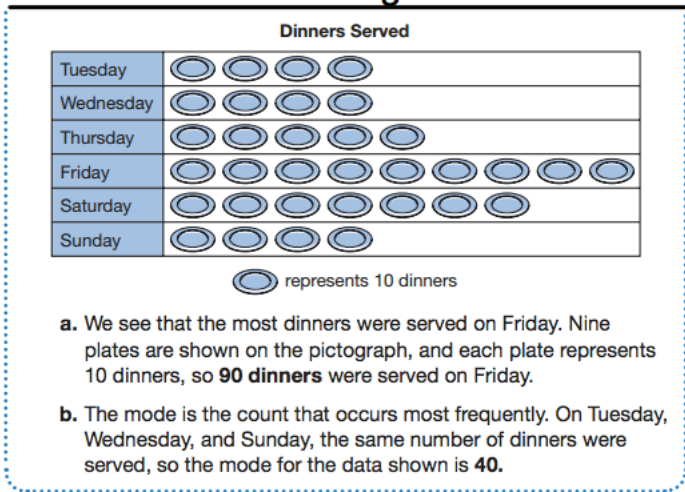 Dinners Served
Tuesday
Wednesday
Thursday
Friday
Saturday
Sunday
represents 10 dinners
a. We see that the most dinners were served on Friday. Nine
plates are shown on the pictograph, and each plate represents
10 dinners, so 90 dinners were served on Friday.
b. The mode is the count that occurs most frequently. On Tuesday,
Wednesday, and Sunday, the same number of dinners were
served, so the mode for the data shown is 40.